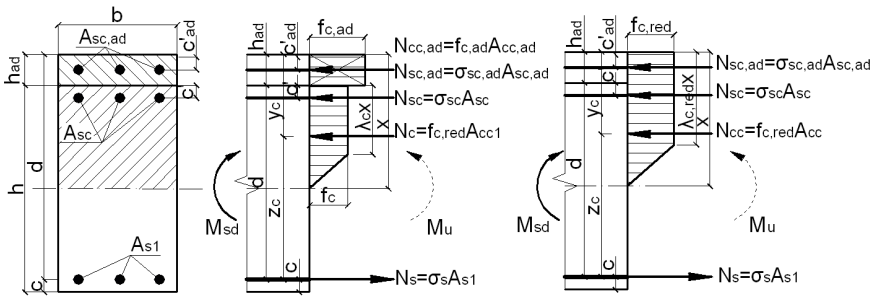 b
Asc,ad
c'ad
had
c
Asc
d
h
As1
c
fc,ad
had
c'ad
c'
yc
λcx
x
Ncc,ad=fc,adAcc,ad
Nsc,ad=σsc,adAsc,ad
Nsc=σscAsc
Nc=fc,redAcc1
d
zc
fc
Msd
Mu
c
Ns=σsAs1
fc,red
had
c'ad
c
yc
λc,redx
x
Nsc,ad=σsc,adAsc,ad
Nsc=σscAsc
Ncc=fc,redAcc
d
zc
Msd
Mu
c
Ns=σsAs1